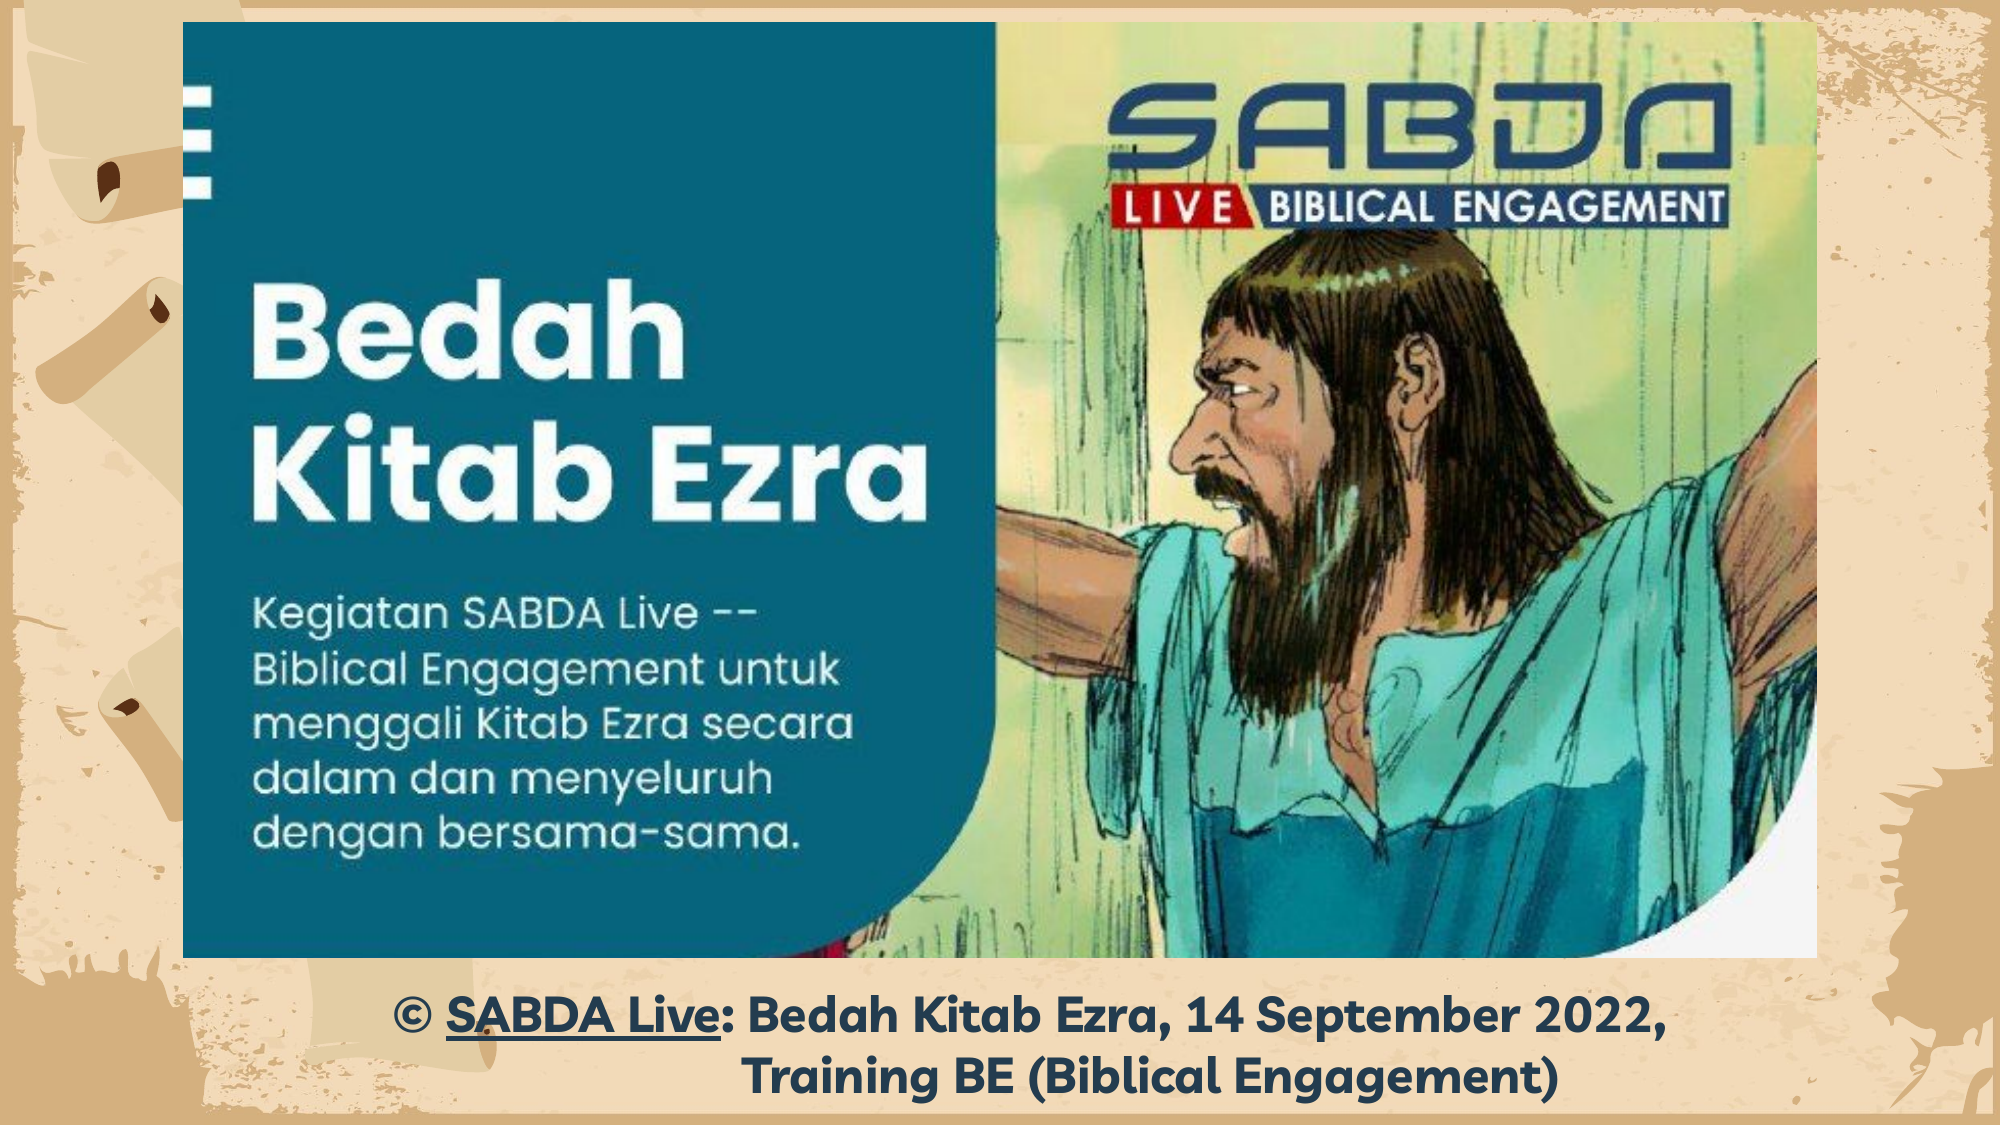 Bedah
Kitab Ezra
Kegiatan SABDA Live --
Biblical Engagement untuk
menggali Kitab Ezra secara
dalam dan menyeluruh
dengan bersama-sama.
SABDA
LIVE BIBLICAL ENGAGEMENT
© SABDA Live: Bedah Kitab Ezra, 14 September 2022,
Training BE (Biblical Engagement)